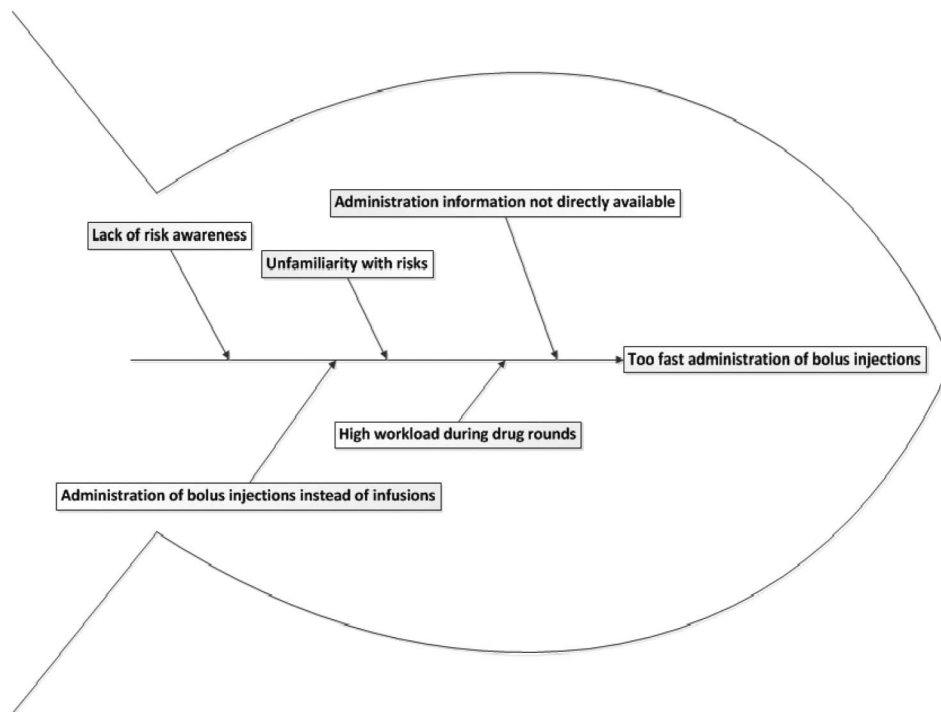 Administration information not directly available
Lack of risk awareness
Unfamiliarity with risks
Too fast administration of bolus injections
High workload during drug rounds
Administration of bolus injections instead of infusions